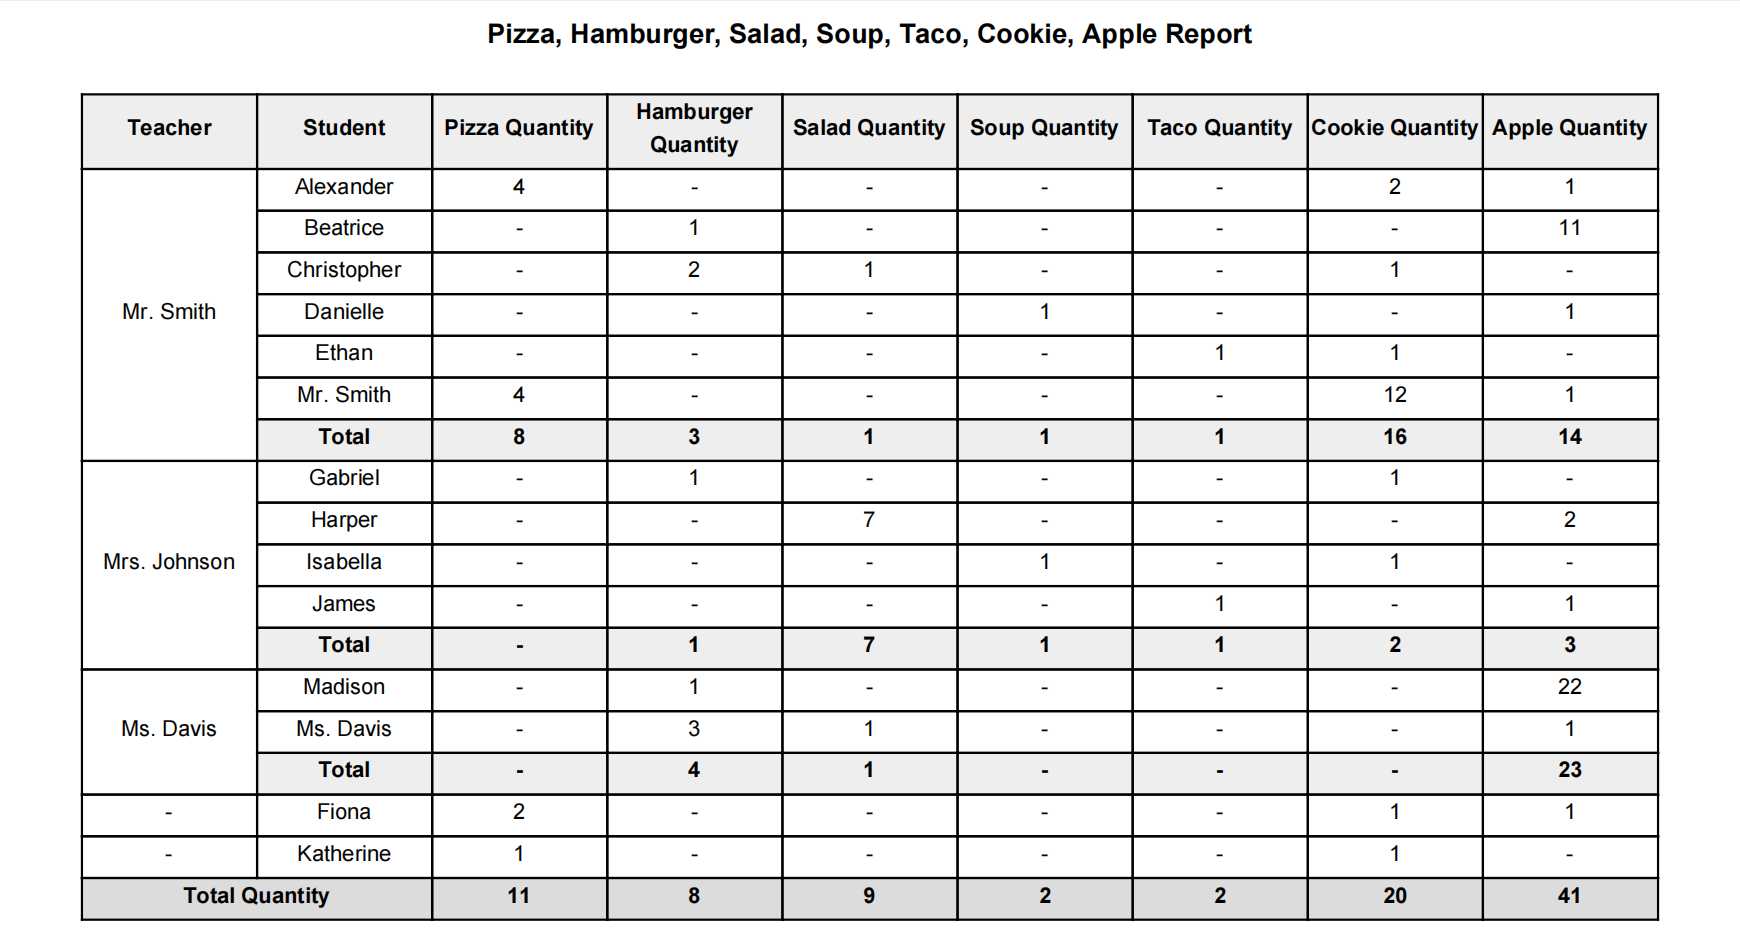 Pizza, Hamburger, Salad, Soup, Taco, Cookie, Apple Report
Teacher Student Pizza Quantity Hamburger Quantity Salad Quantity Soup Quantity Taco Quantity Cookie Quantity Apple Quantity
Mr. Smith
Alexander 4 - - - - 2 1
Beatrice - 1 - - - - 11
Christopher - 2 1 - - 1 -
Danielle - - - 1 - - 1
Ethan - - - - 1 1 -
Mr. Smith 4 - - - - 12 1
Total 8 3 1 1 1 16 14
Mrs. Johnson
Gabriel - 1 - - - 1 -
Harper - - 7 - - - 2
Isabella - - - 1 - 1 -
James - - - - 1 - 1
Total - 1 7 1 1 2 3
Ms. Davis
Madison - 1 - - - - 22
Ms. Davis - 3 1 - - - 1
Total - 4 1 - - - 23
- Fiona 2 - - - - 1 1
- Katherine 1 - - - - 1 -
Total Quantity 11 8 9 2 2 20 41